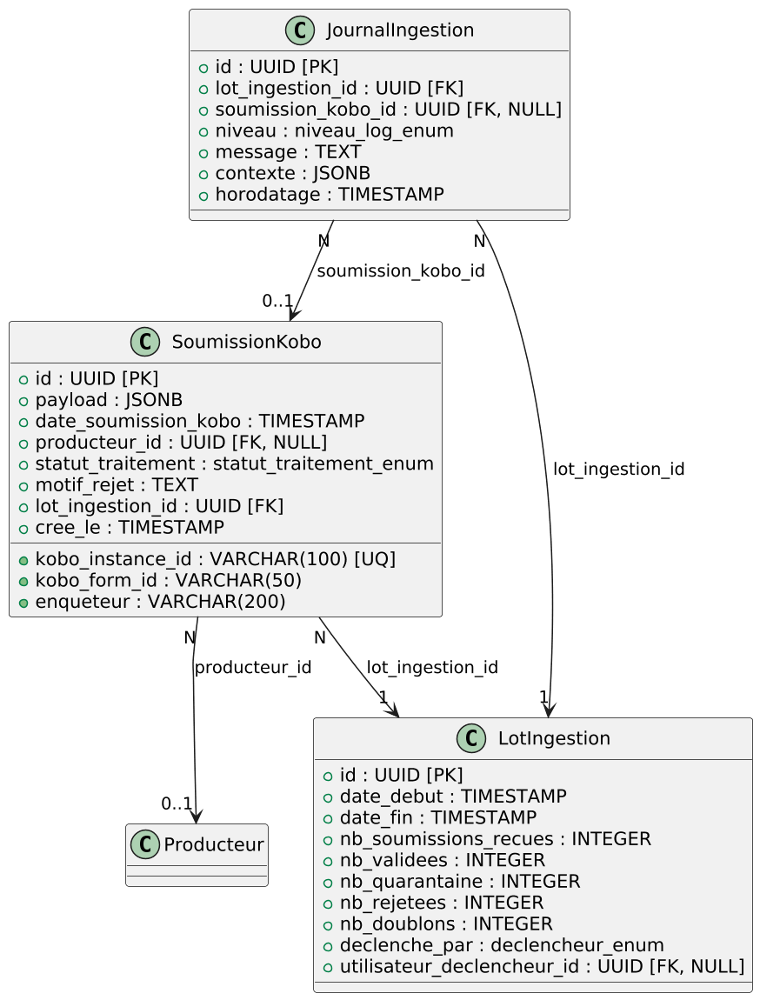 C JournalIngestion
id : UUID [PK]
lot_ingestion_id : UUID [FK]
soumission_kobo_id : UUID [FK, NULL]
niveau : niveau_log_enum
message : TEXT
contexte : JSONB
horodatage : TIMESTAMP
N
N
soumission_kobo_id
0..1
C SoumissionKobo
id : UUID [PK]
payload : JSONB
date_soumission_kobo : TIMESTAMP
producteur_id : UUID [FK, NULL]
statut_traitement : statut_traitement_enum
motif_rejet : TEXT
lot_ingestion_id : UUID [FK]
cree_le : TIMESTAMP
kobo_instance_id : VARCHAR(100) [UQ]
kobo_form_id : VARCHAR(50)
enqueteur : VARCHAR(200)
lot_ingestion_id
N
N
producteur_id
lot_ingestion_id
1
1
0..1
C Producteur
C LotIngestion
id : UUID [PK]
date_debut : TIMESTAMP
date_fin : TIMESTAMP
nb_soumissions_recues : INTEGER
nb_validees : INTEGER
nb_quarantaine : INTEGER
nb_rejetees : INTEGER
nb_doublons : INTEGER
declenche_par : declencheur_enum
utilisateur_declencheur_id : UUID [FK, NULL]